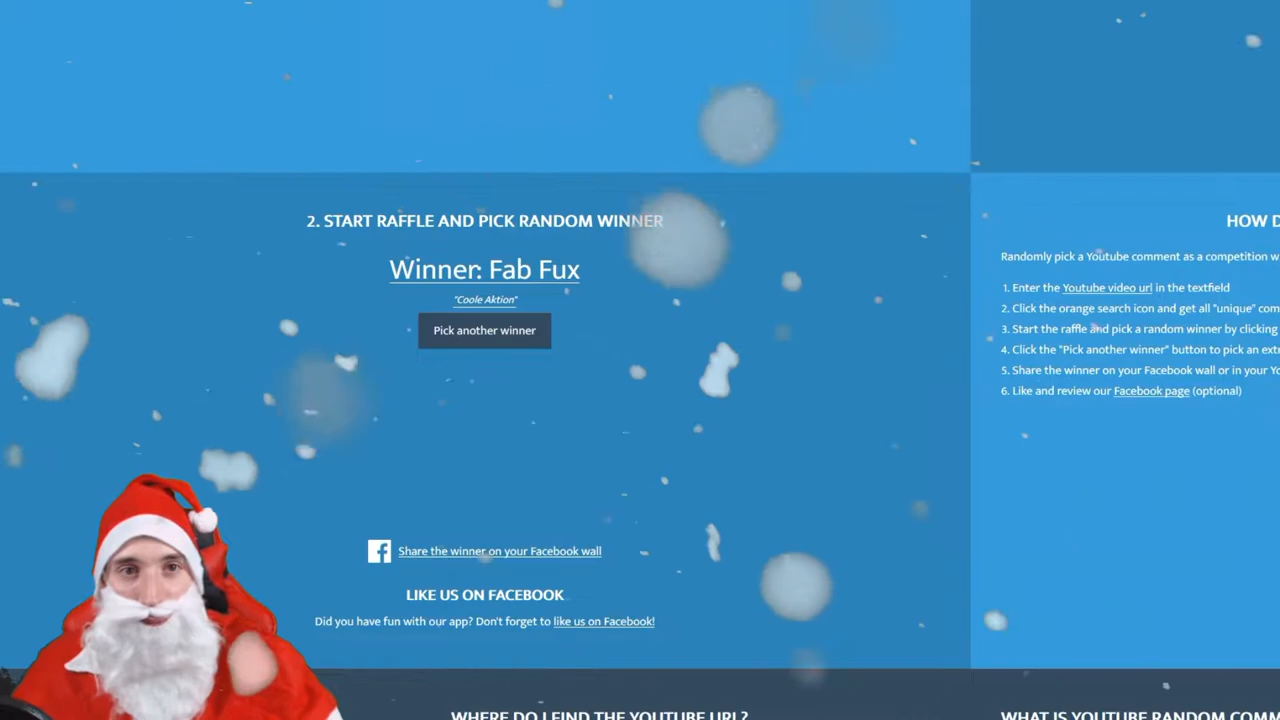 2. START RAFFLE AND PICK RANDOM WINNER
Winner: Fab Fux
"Coole Aktion"
Pick another winner
Share the winner on your Facebook wall
LIKE US ON FACEBOOK
Did you have fun with our app? Don't forget to like us on Facebook!
HOW D
Randomly pick a Youtube comment as a competition w
1. Enter the Youtube video url in the textfield
2. Click the orange search icon and get all "unique" com
3. Start the raffle and pick a random winner by clicking
4. Click the "Pick another winner" button to pick an ext
5. Share the winner on your Facebook wall or in your Yo
6. Like and review our Facebook page (optional)
WHERE DO I FIND THE YOUTUBE URL?
WHAT IS YOUTUBE RANDOM COMM